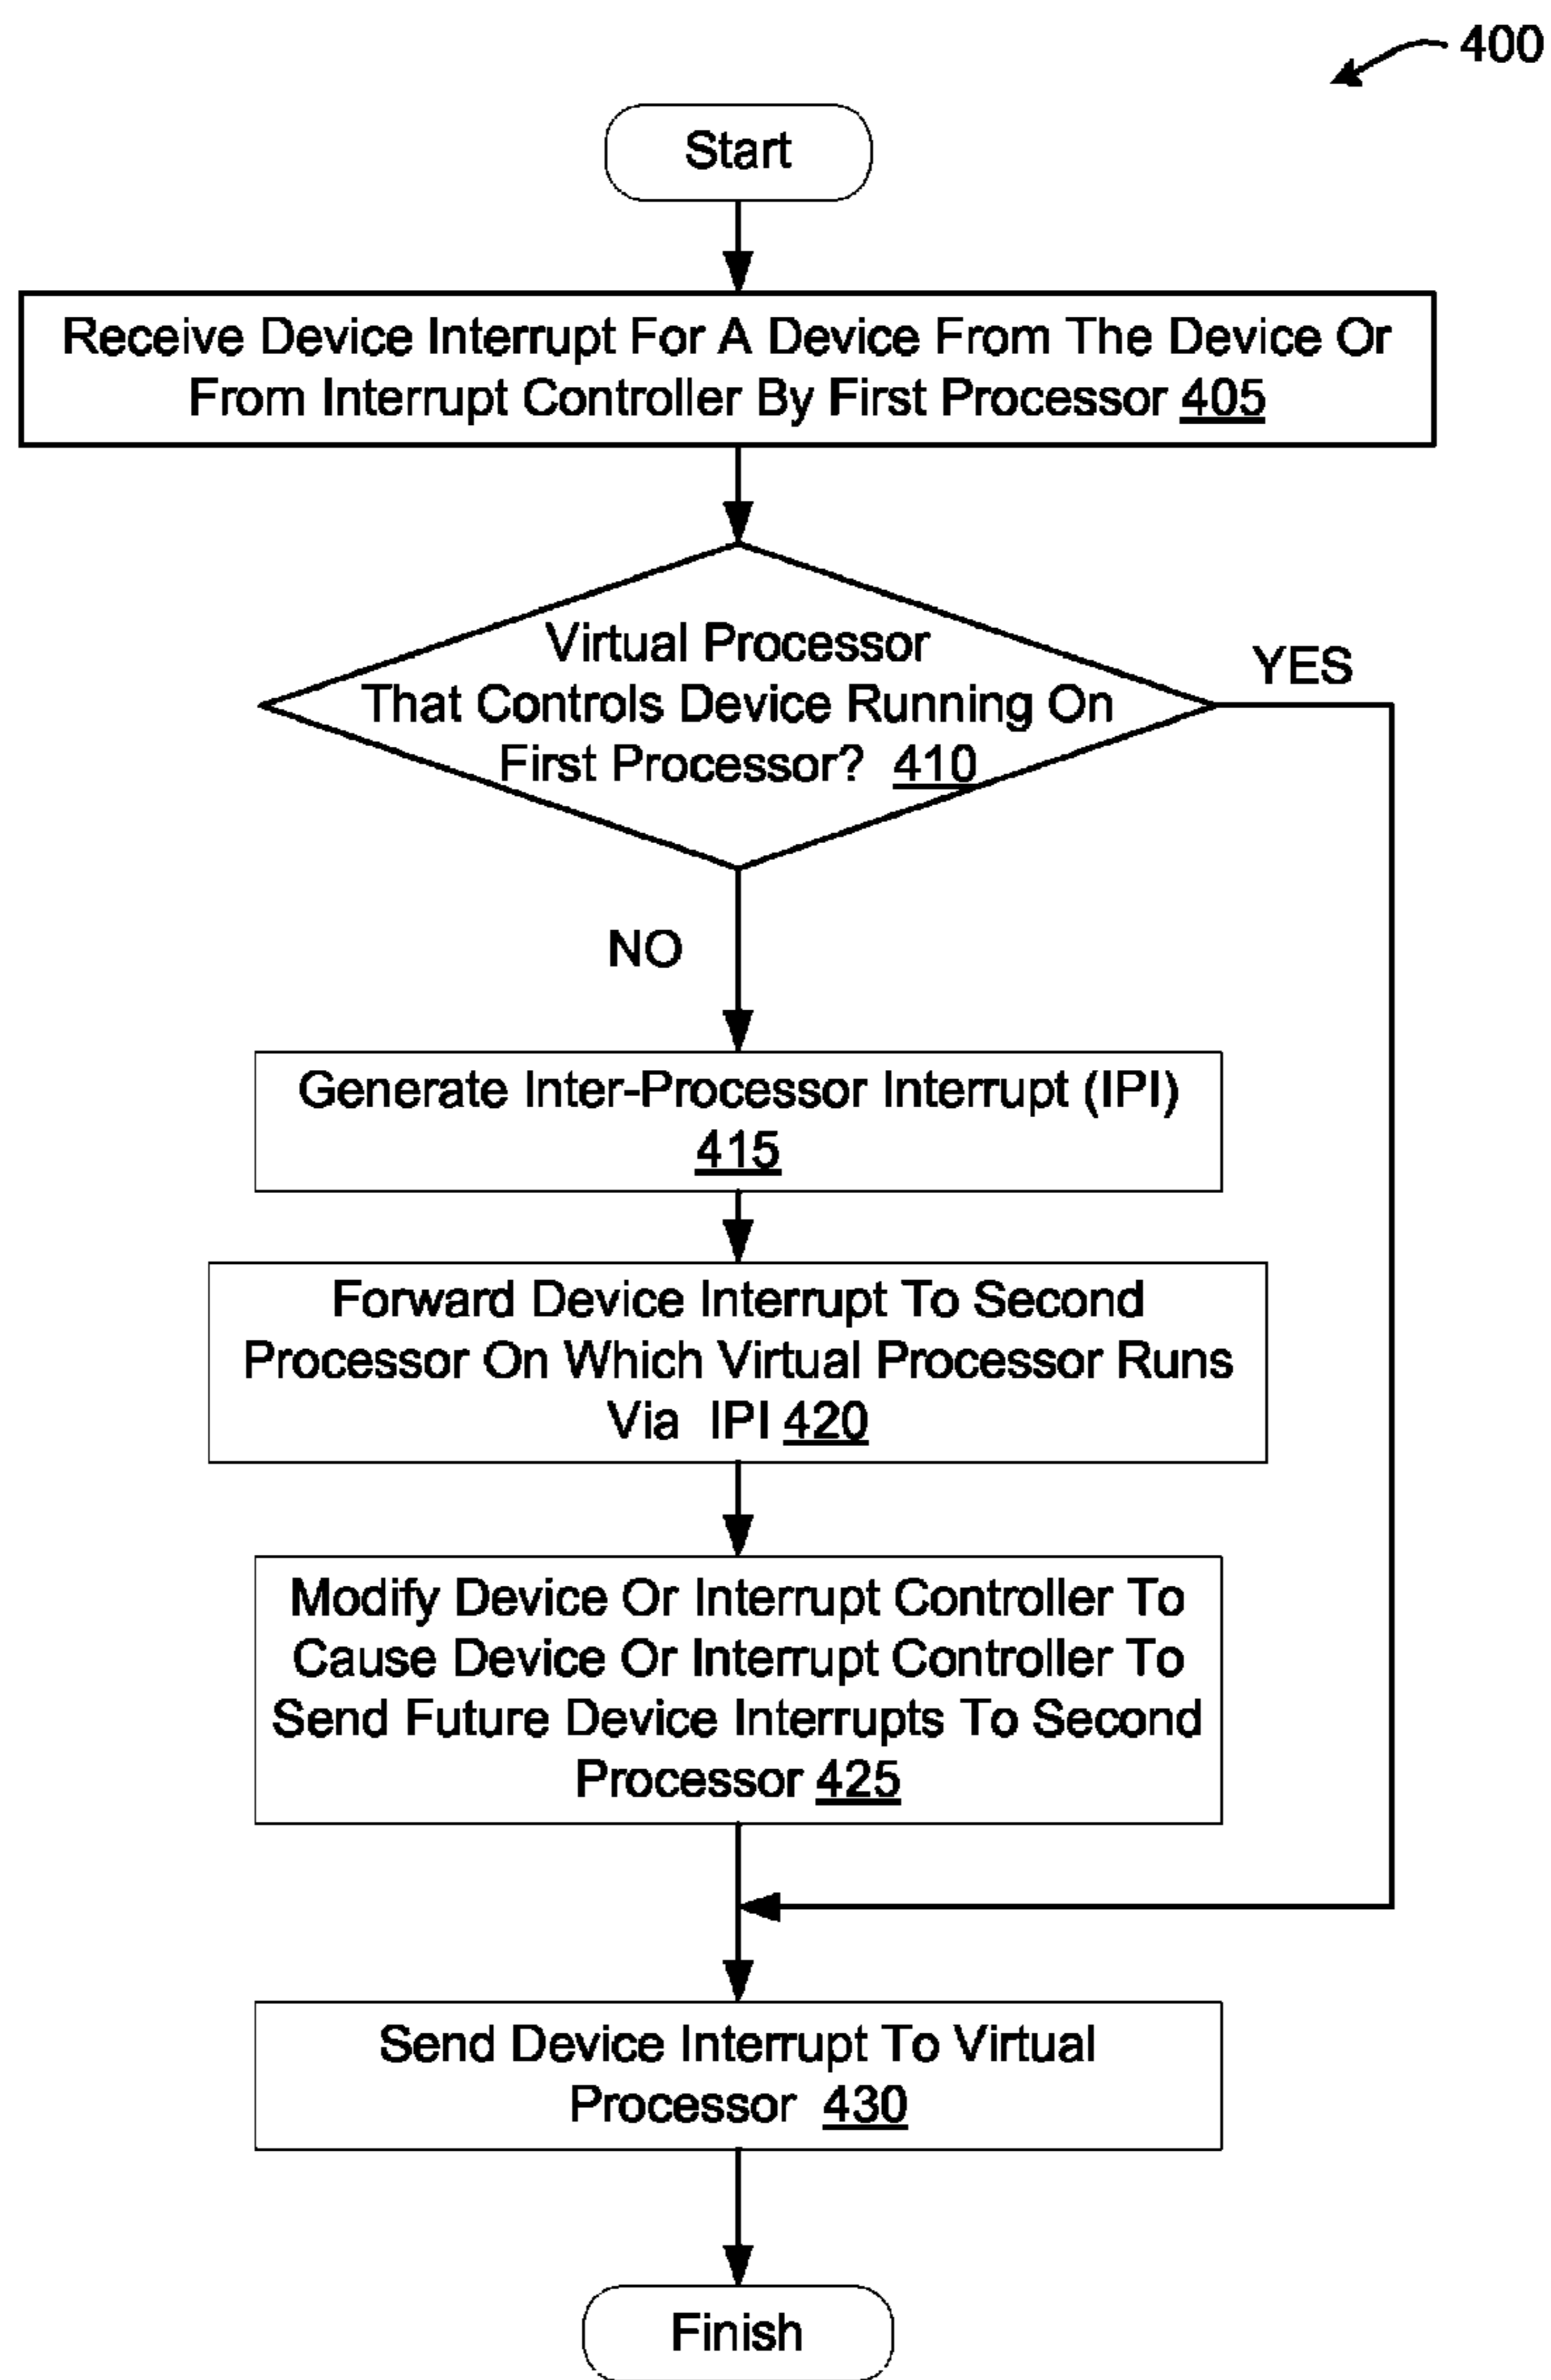 400
Start
Receive Device Interrupt For A Device From The Device Or
From Interrupt Controller By First Processor 405
Virtual Processor
That Controls Device Running On
First Processor? 410
YES
NO
Generate Inter-Processor Interrupt (IPI)
415
Forward Device Interrupt To Second
Processor On Which Virtual Processor Runs
Via IPI 420
Modify Device Or Interrupt Controller To
Cause Device Or Interrupt Controller To
Send Future Device Interrupts To Second
Processor 425
Send Device Interrupt To Virtual
Processor 430
Finish